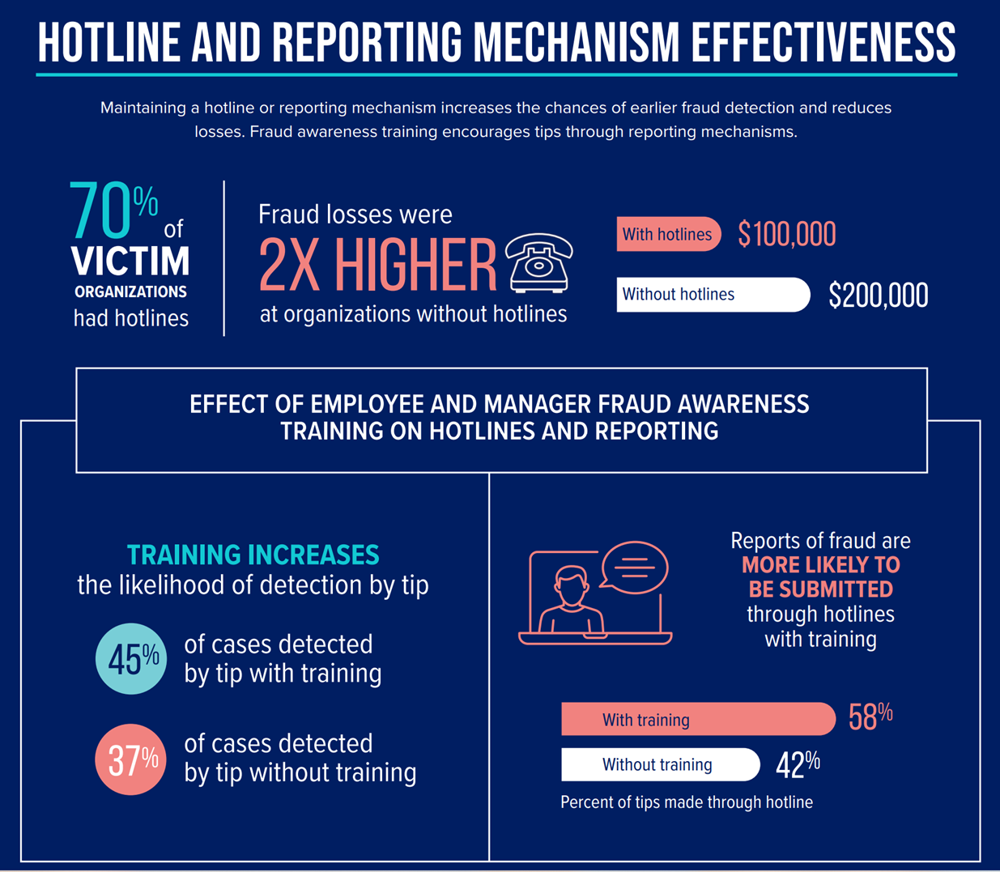 HOTLINE AND REPORTING MECHANISM EFFECTIVENESS
Maintaining a hotline or reporting mechanism increases the chances of earlier fraud detection and reduces
losses. Fraud awareness training encourages tips through reporting mechanisms.
70% of
VICTIM
ORGANIZATIONS
had hotlines
Fraud losses were
2X HIGHER
at organizations without hotlines
With hotlines $100,000
Without hotlines $200,000
EFFECT OF EMPLOYEE AND MANAGER FRAUD AWARENESS
TRAINING ON HOTLINES AND REPORTING
TRAINING INCREASES
the likelihood of detection by tip
45%
of cases detected
by tip with training
37%
of cases detected
by tip without training
Reports of fraud are
MORE LIKELY TO
BE SUBMITTED
through hotlines
with training
With training 58%
Without training 42%
Percent of tips made through hotline